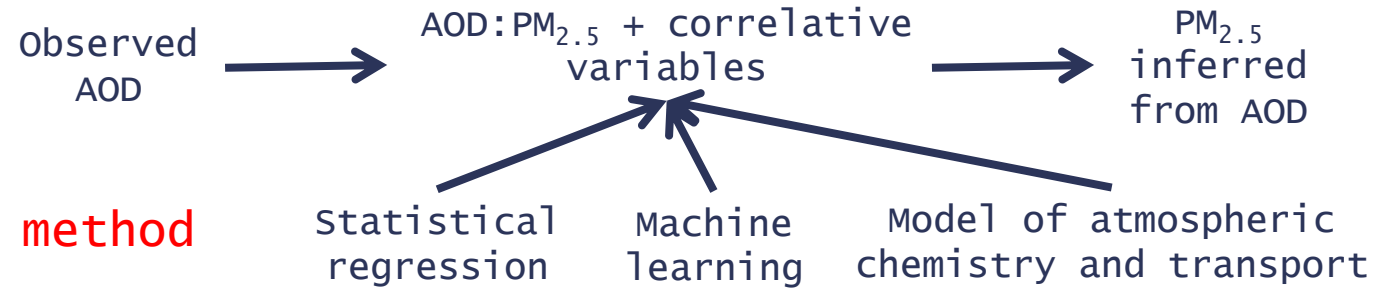 Observed
AOD
AOD:PM2.5 + correlative
variables
PM2.5
inferred
from AOD
method
Statistical
regression
Machine
learning
Model of atmospheric
chemistry and transport